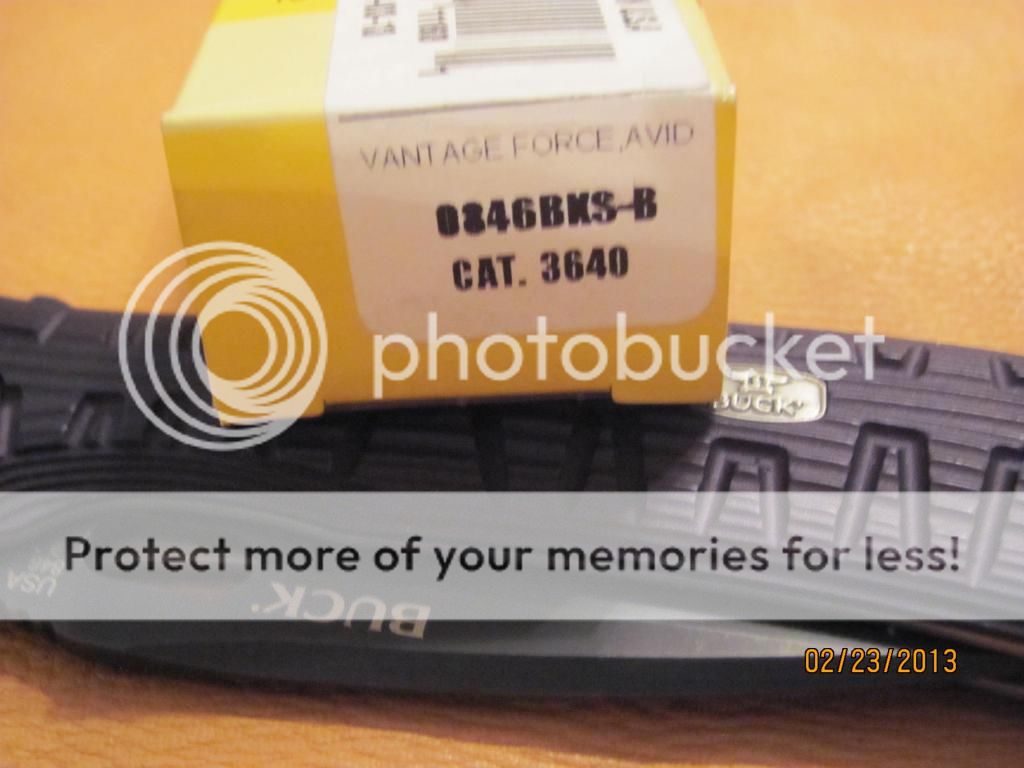 VANTAGE FORCE,AVID
0846BKS-B
CAT. 3640
photobucket
BUCK
Protect more of your memories for less!
USA
BUCK
02/23/2013